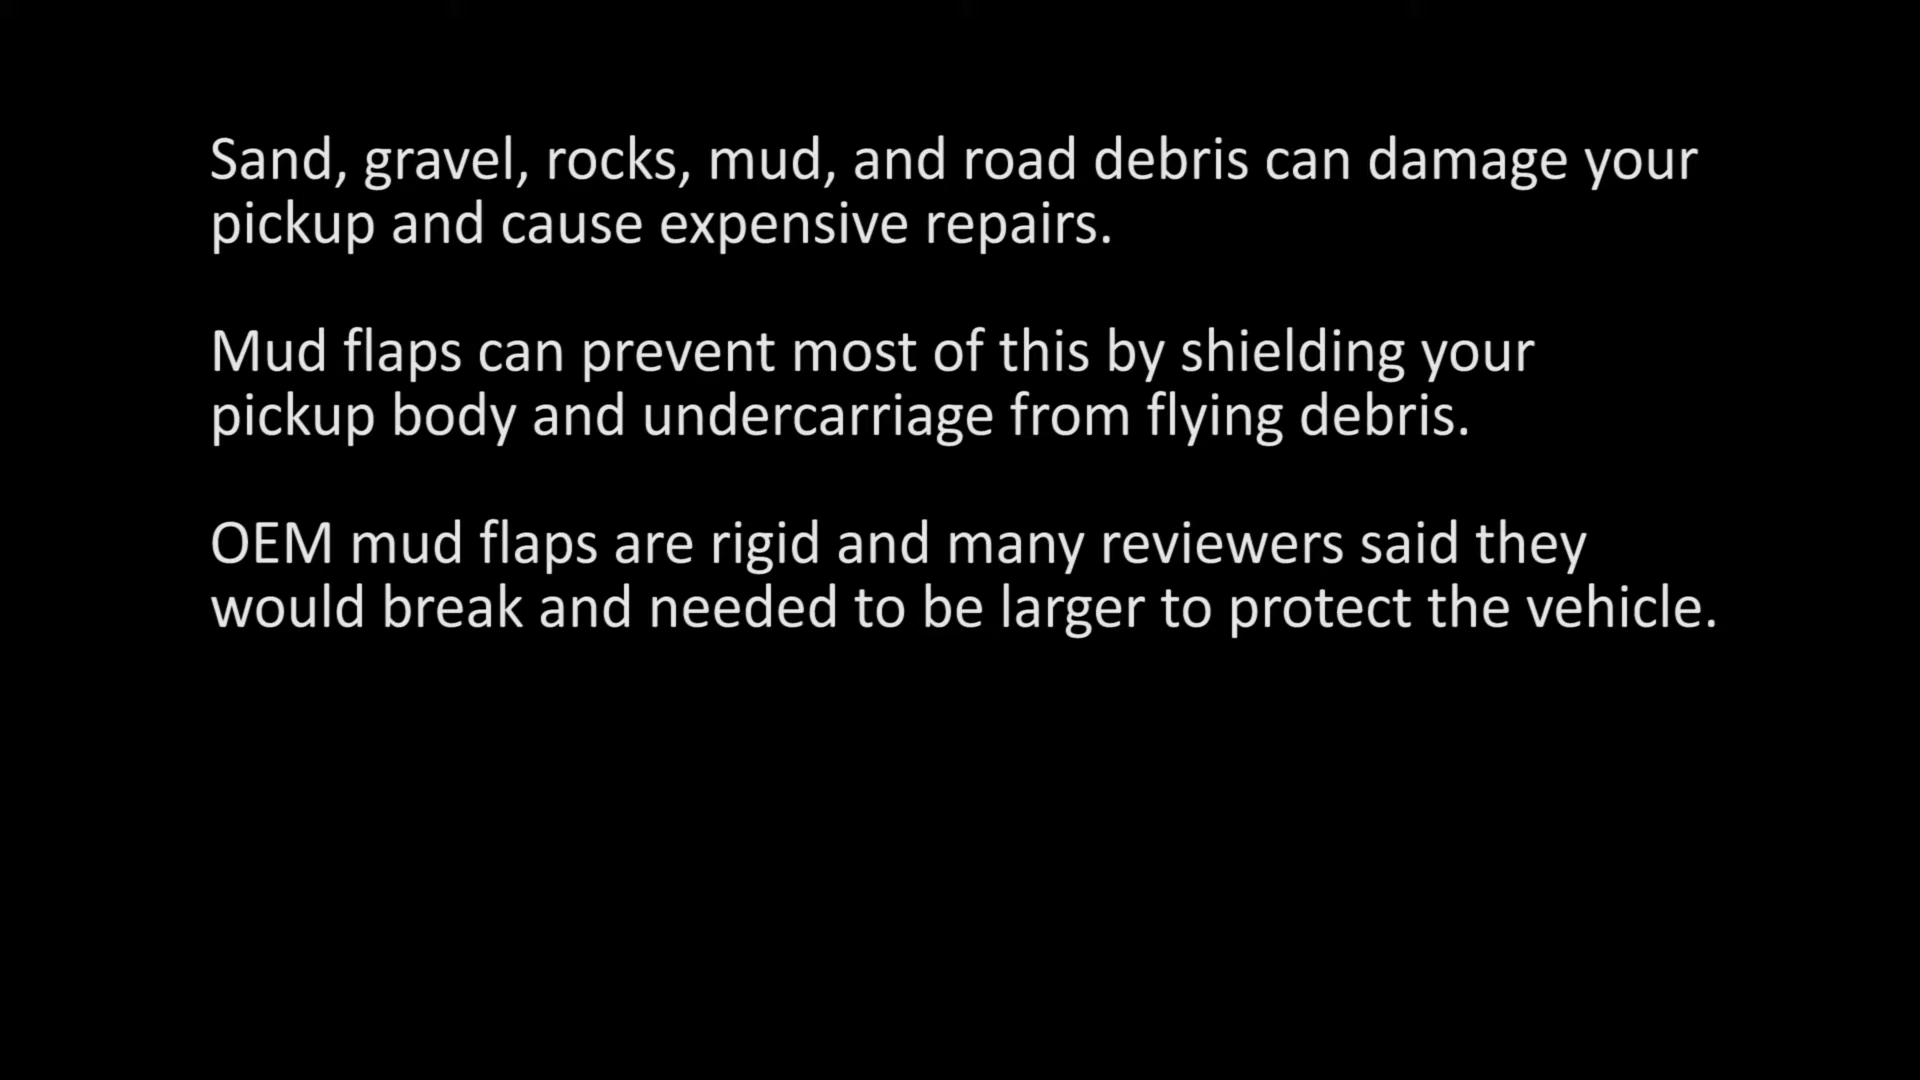 Sand, gravel, rocks, mud, and road debris can damage your
pickup and cause expensive repairs.
Mud flaps can prevent most of this by shielding your
pickup body and undercarriage from flying debris.
OEM mud flaps are rigid and many reviewers said they
would break and needed to be larger to protect the vehicle.